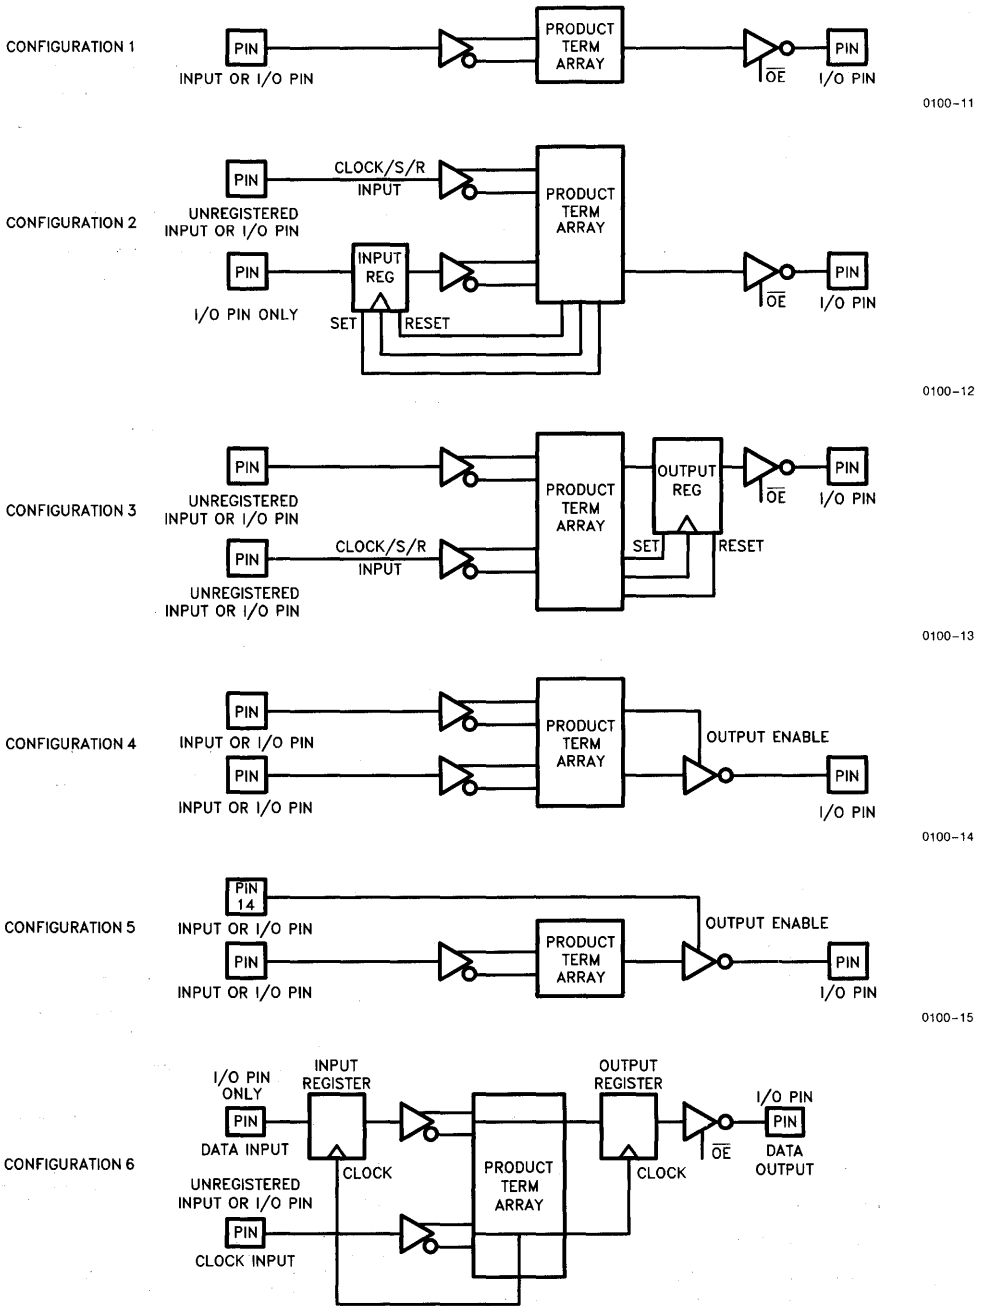 CONFIGURATION 1
PIN
INPUT OR I/O PIN
PRODUCT
TERM
ARRAY
OE
PIN
I/O PIN
0100-11
CONFIGURATION 2
PIN
CLOCK/S/R
INPUT
UNREGISTERED
INPUT OR I/O PIN
PIN
I/O PIN ONLY
INPUT
REG
SET
RESET
PRODUCT
TERM
ARRAY
OE
PIN
I/O PIN
0100-12
CONFIGURATION 3
PIN
UNREGISTERED
INPUT OR I/O PIN
PIN
CLOCK/S/R
INPUT
UNREGISTERED
INPUT OR I/O PIN
PRODUCT
TERM
ARRAY
OUTPUT
REG
SET
RESET
OE
PIN
I/O PIN
0100-13
CONFIGURATION 4
PIN
INPUT OR I/O PIN
PIN
INPUT OR I/O PIN
PRODUCT
TERM
ARRAY
OUTPUT ENABLE
PIN
I/O PIN
0100-14
CONFIGURATION 5
PIN
14
INPUT OR I/O PIN
PIN
INPUT OR I/O PIN
PRODUCT
TERM
ARRAY
OUTPUT ENABLE
PIN
I/O PIN
0100-15
CONFIGURATION 6
I/O PIN
ONLY
PIN
DATA INPUT
INPUT
REGISTER
CLOCK
UNREGISTERED
INPUT OR I/O PIN
PIN
CLOCK INPUT
PRODUCT
TERM
ARRAY
OUTPUT
REGISTER
CLOCK
OE
I/O PIN
PIN
DATA
OUTPUT